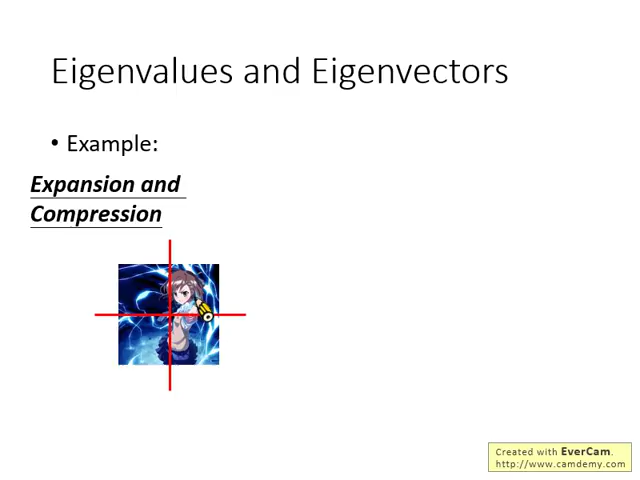 Eigenvalues and Eigenvectors
• Example:
Expansion and
Compression
Created with EverCam.
http://www.camdemy.com